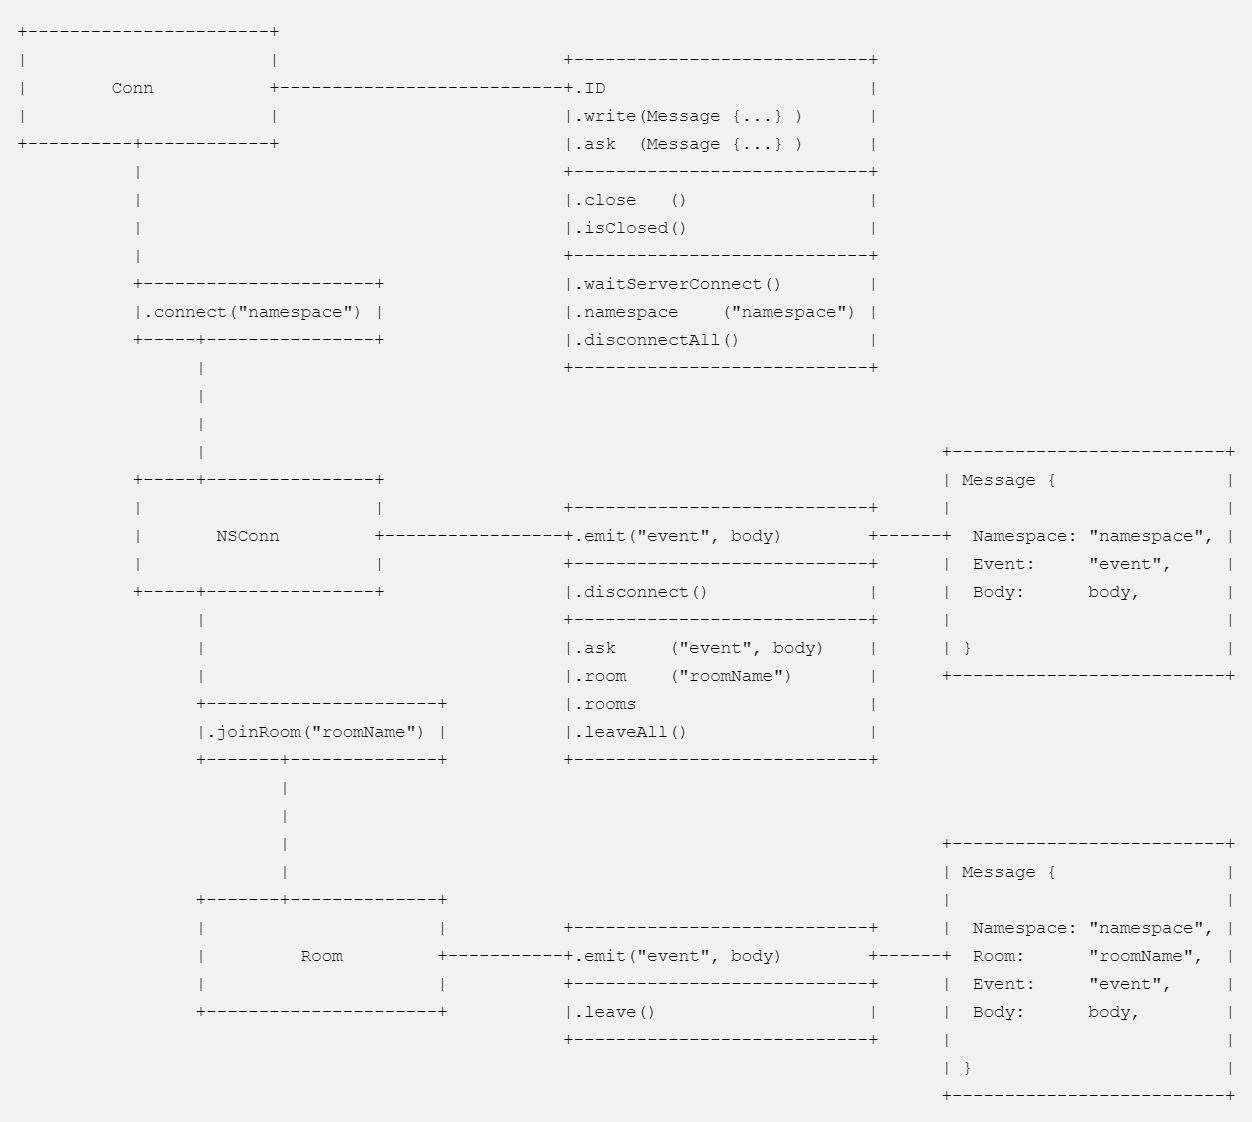 Conn
.ID
.write(Message {...} )
.ask  (Message {...} )
.close   ()
.isClosed()
.connect("namespace")
.waitServerConnect()
.namespace    ("namespace")
.disconnectAll()
NSConn
.emit("event", body)
.disconnect()
.ask     ("event", body)
.room    ("roomName")
.rooms
.leaveAll()
Message {
Namespace: "namespace",
Event:     "event",
Body:      body,
}
.joinRoom("roomName")
Room
.emit("event", body)
.leave()
Message {
Namespace: "namespace",
Room:      "roomName",
Event:     "event",
Body:      body,
}